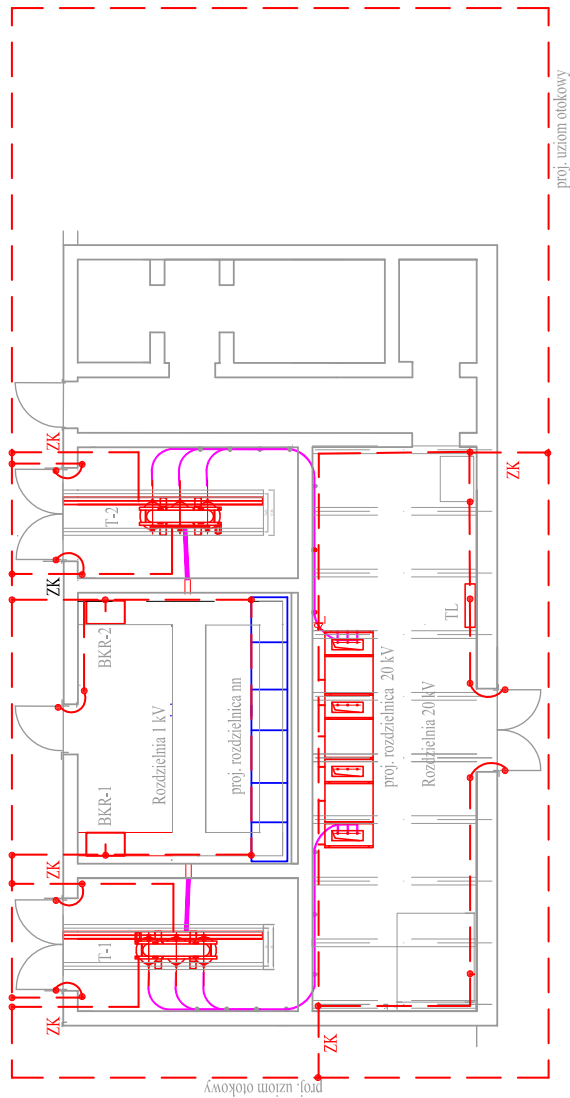 proj. uziom otokowy
ZK
ZK
T-2
ZK
BKR-2
TL
Rozdzielnia 1 kV
proj. rozdzielnica nn
proj. rozdzielnica 20 kV
Rozdzielnia 20 kV
BKR-1
ZK
T-1
ZK
ZK
proj. uziom otokowy